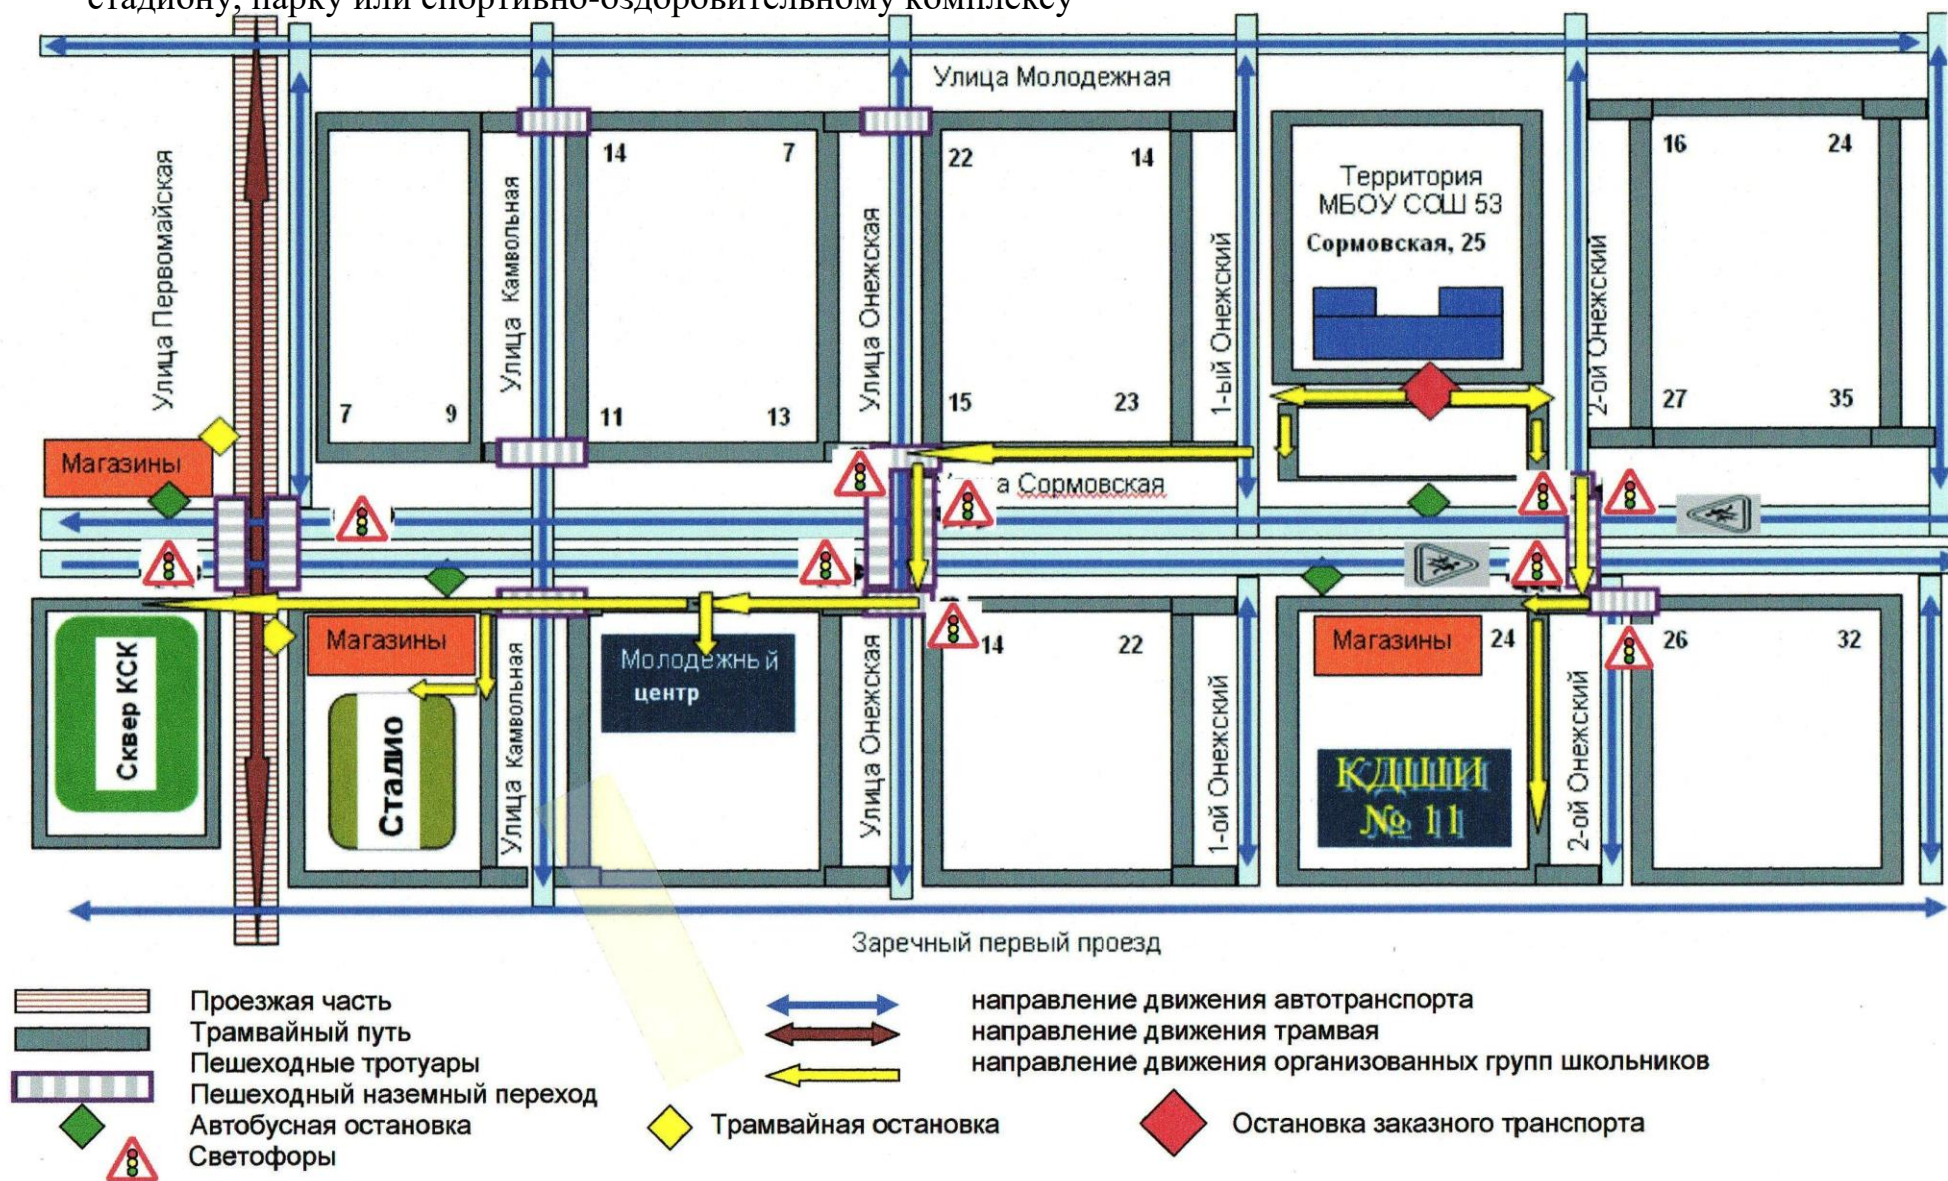 стадиону, парку или спортивно-оздоровительному комплексу
Улица Молодежная
Улица Первомайская
Улица Камвольная
Улица Онежская
1-ый Онежский
2-ой Онежский
14
7
22
14
Территория
МБОУ СОШ 53
Сормовская, 25
16
24
7
9
11
13
15
23
27
35
Магазины
а Сормовская
Сквер КСК
Магазины
Стадио
Улица Камвольная
Молодежный
центр
Улица Онежская
14
22
1-ой Онежский
Магазины
24
КДШИ
№ 11
2-ой Онежский
26
32
Заречный первый проезд
Проезжая часть
Трамвайный путь
Пешеходные тротуары
Пешеходный наземный переход
Автобусная остановка
Светофоры
направление движения автотранспорта
направление движения трамвая
направление движения организованных групп школьников
Трамвайная остановка
Остановка заказного транспорта